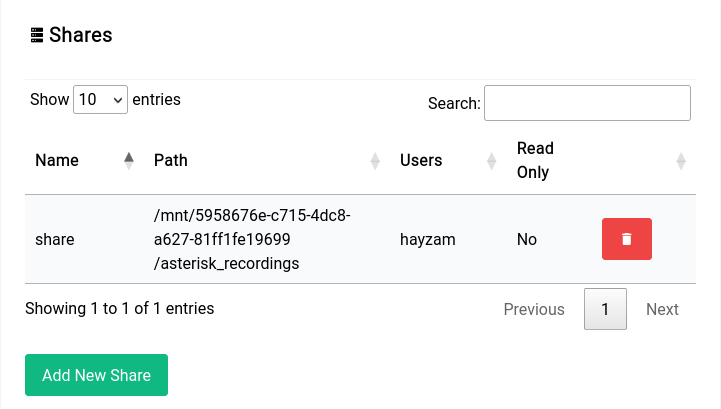 Shares
Show 10 entries
Search:
Name Path Users Read Only
share /mnt/5958676e-c715-4dc8-
a627-81ff1fe19699
/asterisk_recordings hayzam No
Showing 1 to 1 of 1 entries
Previous 1 Next
Add New Share